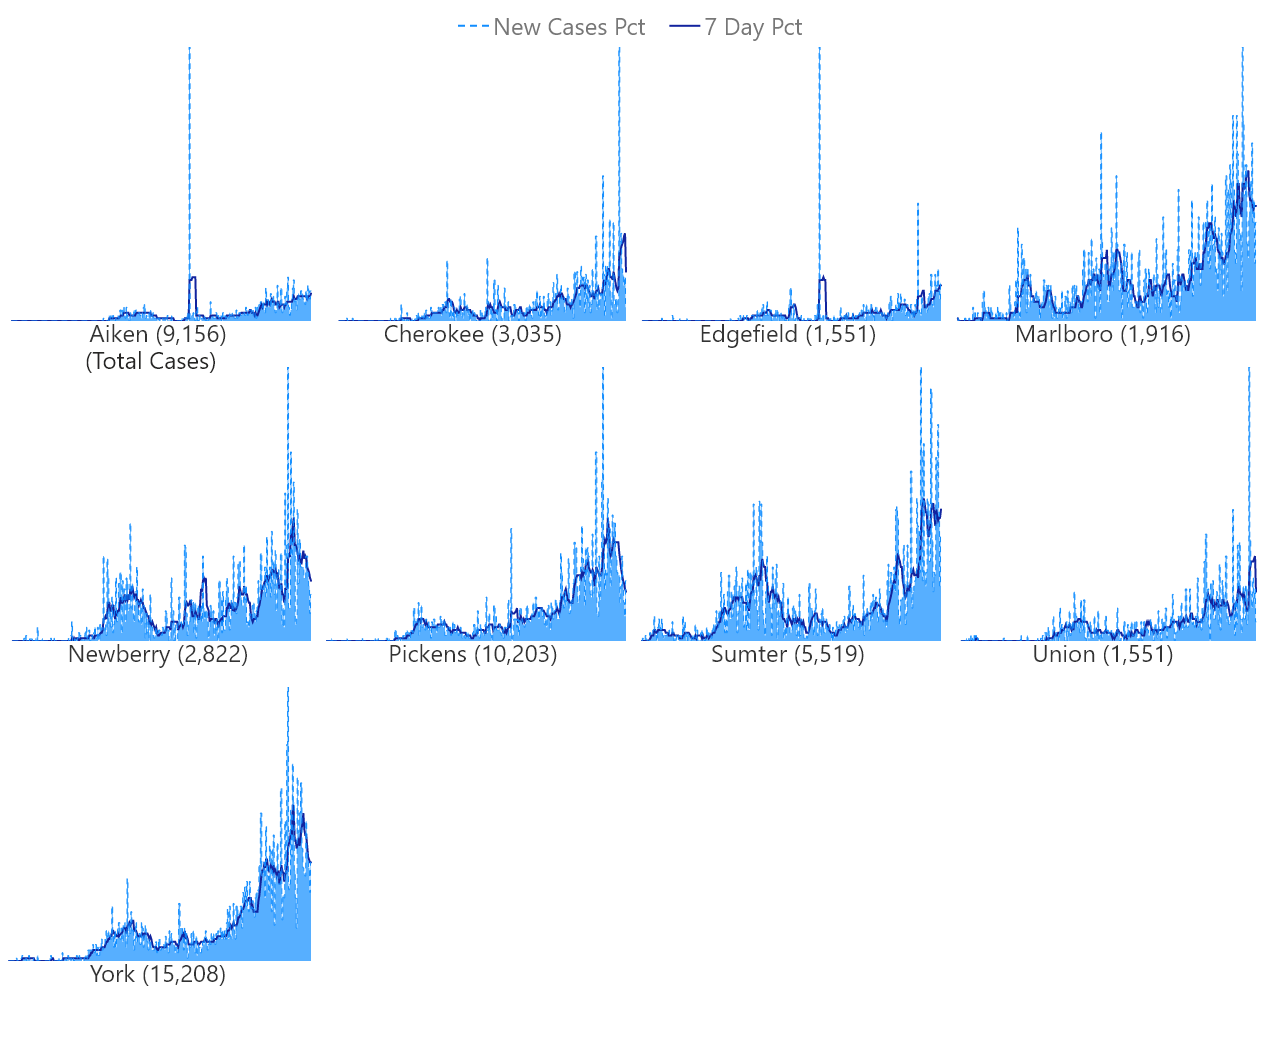 New Cases Pct 7 Day Pct
Aiken (9,156)
(Total Cases)
Cherokee (3,035)
Edgefield (1,551)
Marlboro (1,916)
Newberry (2,822)
Pickens (10,203)
Sumter (5,519)
Union (1,551)
York (15,208)